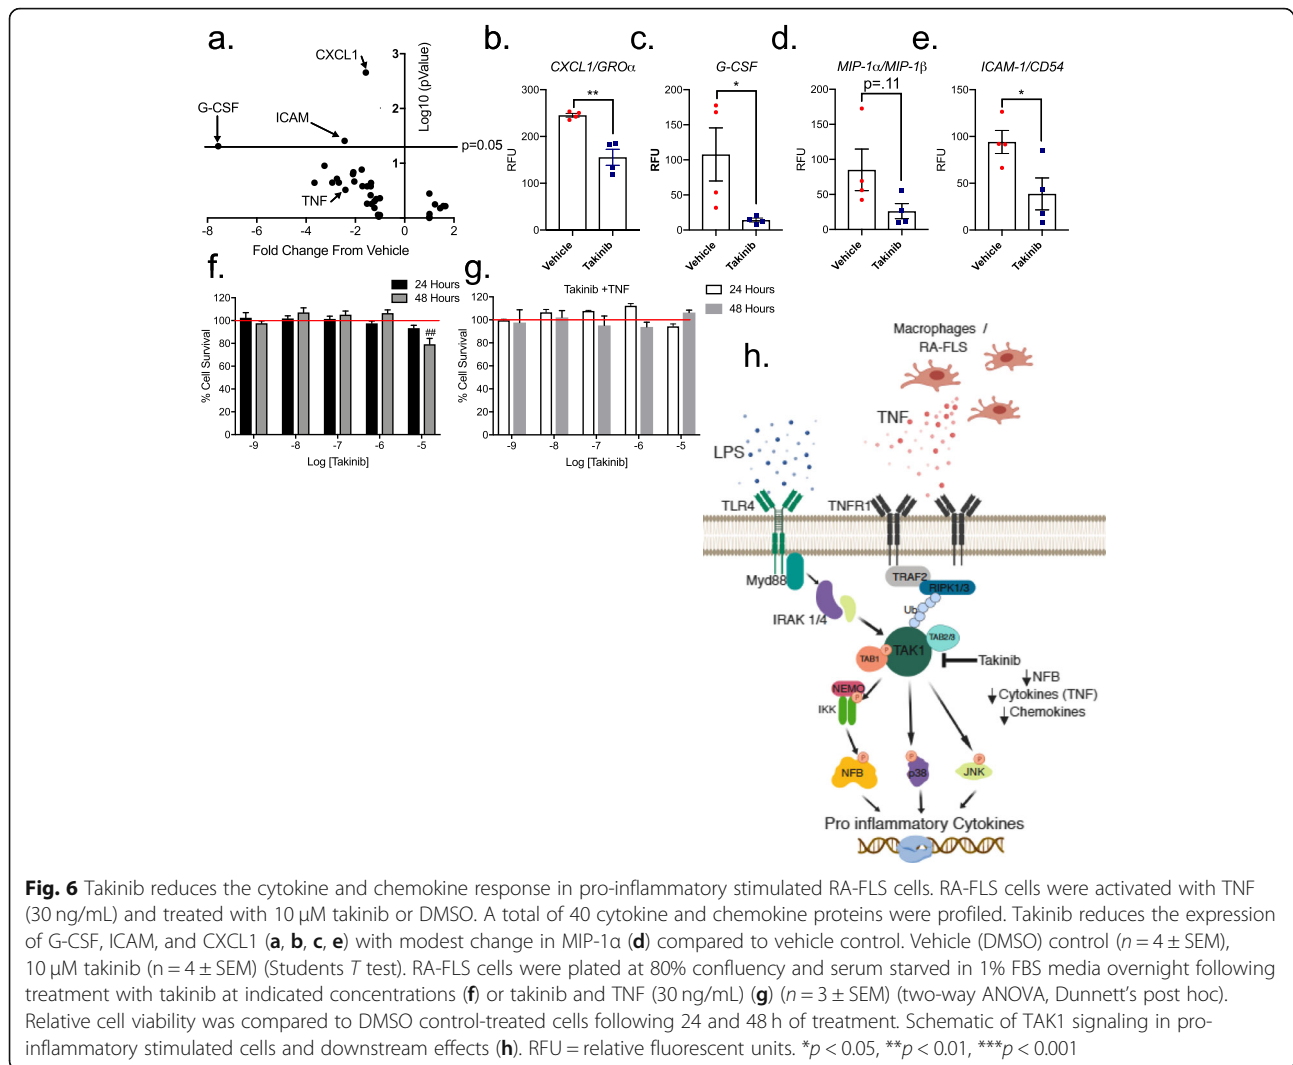 a.
CXCL1
G-CSF
ICAM
TNF
Log10 (pValue)
p=0.05
3
2
1
-8 -6 -4 -2 0 2
Fold Change From Vehicle
b.
CXCL1/GROα
**
RFU
300
200
100
0
Vehicle
Takinib
c.
G-CSF
*
RFU
200
150
100
50
0
Vehicle
Takinib
d.
MIP-1α/MIP-1β
p=.11
RFU
200
150
100
50
0
Vehicle
Takinib
e.
ICAM-1/CD54
*
RFU
150
100
50
0
Vehicle
Takinib
f.
24 Hours
48 Hours
% Cell Survival
120
100
80
60
40
20
0
##
-9 -8 -7 -6 -5
Log [Takinib]
g.
Takinib +TNF
24 Hours
48 Hours
% Cell Survival
120
100
80
60
40
20
0
-9 -8 -7 -6 -5
Log [Takinib]
h.
Macrophages /
RA-FLS
TNF
LPS
TLR4
TNFR1
Myd88
TRAF2
RIPK1/3
IRAK 1/4
Ub
TAB2/3
TAK1
P
TAB1
Takinib
NFB
Cytokines (TNF)
Chemokines
NEMO
P
IKK
P
NFB
P
p38
P
JNK
Pro inflammatory Cytokines
Fig. 6 Takinib reduces the cytokine and chemokine response in pro-inflammatory stimulated RA-FLS cells. RA-FLS cells were activated with TNF
(30 ng/mL) and treated with 10 μM takinib or DMSO. A total of 40 cytokine and chemokine proteins were profiled. Takinib reduces the expression
of G-CSF, ICAM, and CXCL1 (a, b, c, e) with modest change in MIP-1α (d) compared to vehicle control. Vehicle (DMSO) control (n = 4 ± SEM),
10 μM takinib (n = 4 ± SEM) (Students T test). RA-FLS cells were plated at 80% confluency and serum starved in 1% FBS media overnight following
treatment with takinib at indicated concentrations (f) or takinib and TNF (30 ng/mL) (g) (n = 3 ± SEM) (two-way ANOVA, Dunnett's post hoc).
Relative cell viability was compared to DMSO control-treated cells following 24 and 48 h of treatment. Schematic of TAK1 signaling in pro-
inflammatory stimulated cells and downstream effects (h). RFU = relative fluorescent units. *p < 0.05, **p < 0.01, ***p < 0.001